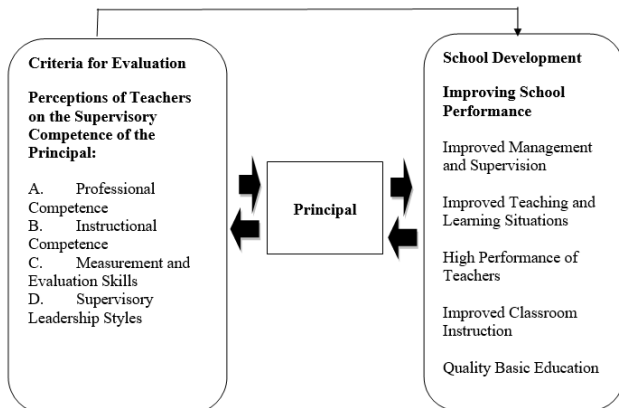 Criteria for Evaluation
Perceptions of Teachers
on the Supervisory
Competence of the
Principal:
A. Professional
Competence
B. Instructional
Competence
C. Measurement and
Evaluation Skills
D. Supervisory
Leadership Styles
Principal
School Development
Improving School
Performance
Improved Management
and Supervision
Improved Teaching and
Learning Situations
High Performance of
Teachers
Improved Classroom
Instruction
Quality Basic Education